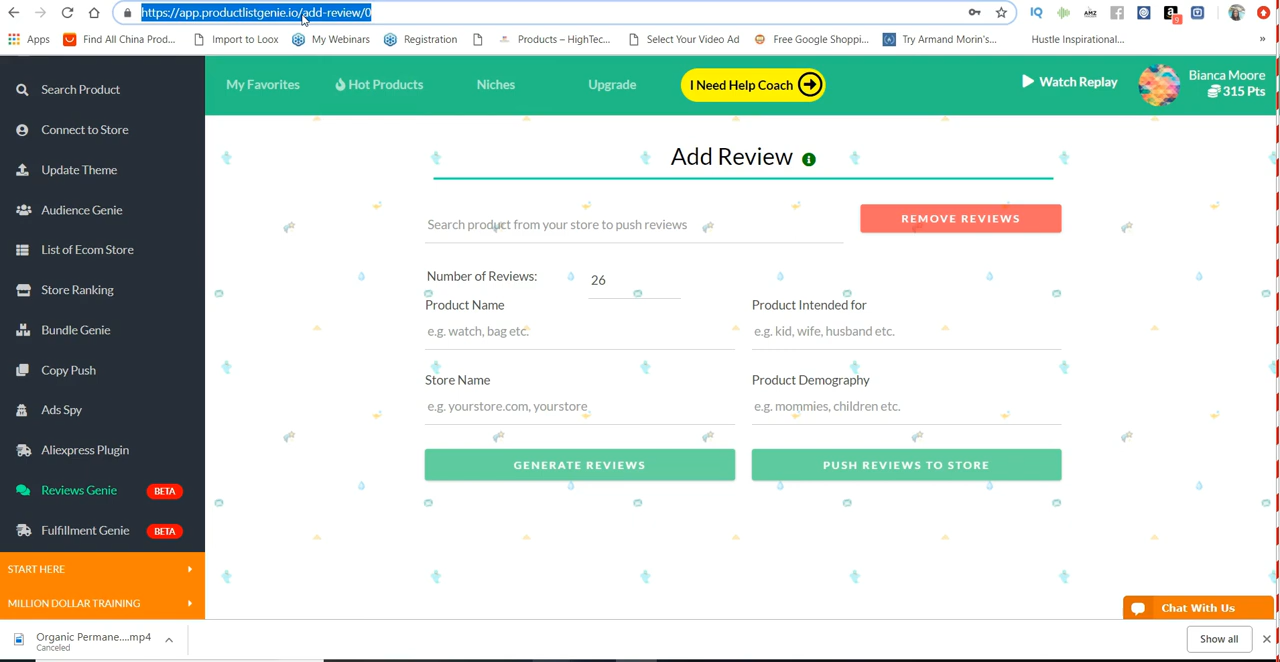 https://app.productlistgenie.io/add-review/0
IQ
AMZ
a
9
Apps
Find All China Prod...
Import to Loox
My Webinars
Registration
Products – HighTec...
Select Your Video Ad
Free Google Shoppi...
Try Armand Morin's...
Hustle Inspirational...
»
Search Product
Connect to Store
Update Theme
Audience Genie
List of Ecom Store
Store Ranking
Bundle Genie
Copy Push
Ads Spy
Aliexpress Plugin
Reviews Genie BETA
Fulfillment Genie BETA
START HERE
MILLION DOLLAR TRAINING
My Favorites
Hot Products
Niches
Upgrade
I Need Help Coach
Watch Replay
Bianca Moore
315 Pts
Add Review
Search product from your store to push reviews
REMOVE REVIEWS
Number of Reviews: 26
Product Name
e.g. watch, bag etc.
Product Intended for
e.g. kid, wife, husband etc.
Store Name
e.g. yourstore.com, yourstore
Product Demography
e.g. mommies, children etc.
GENERATE REVIEWS
PUSH REVIEWS TO STORE
Chat With Us
Organic Permane....mp4
Canceled
Show all